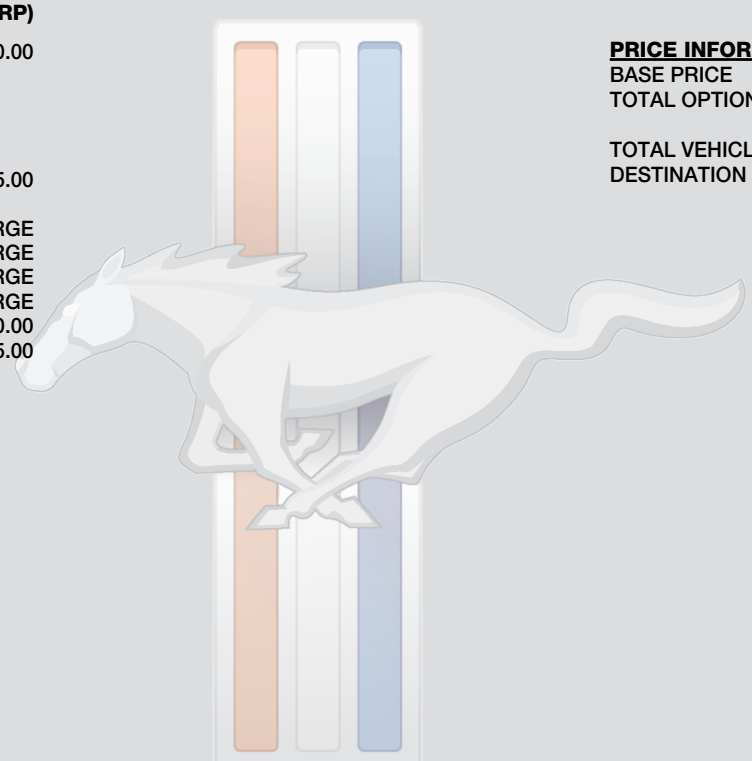 RP)
0.00
5.00
RGE
RGE
RGE
RGE
0.00
5.00
PRICE INFOR
BASE PRICE
TOTAL OPTION
TOTAL VEHICL
DESTINATION